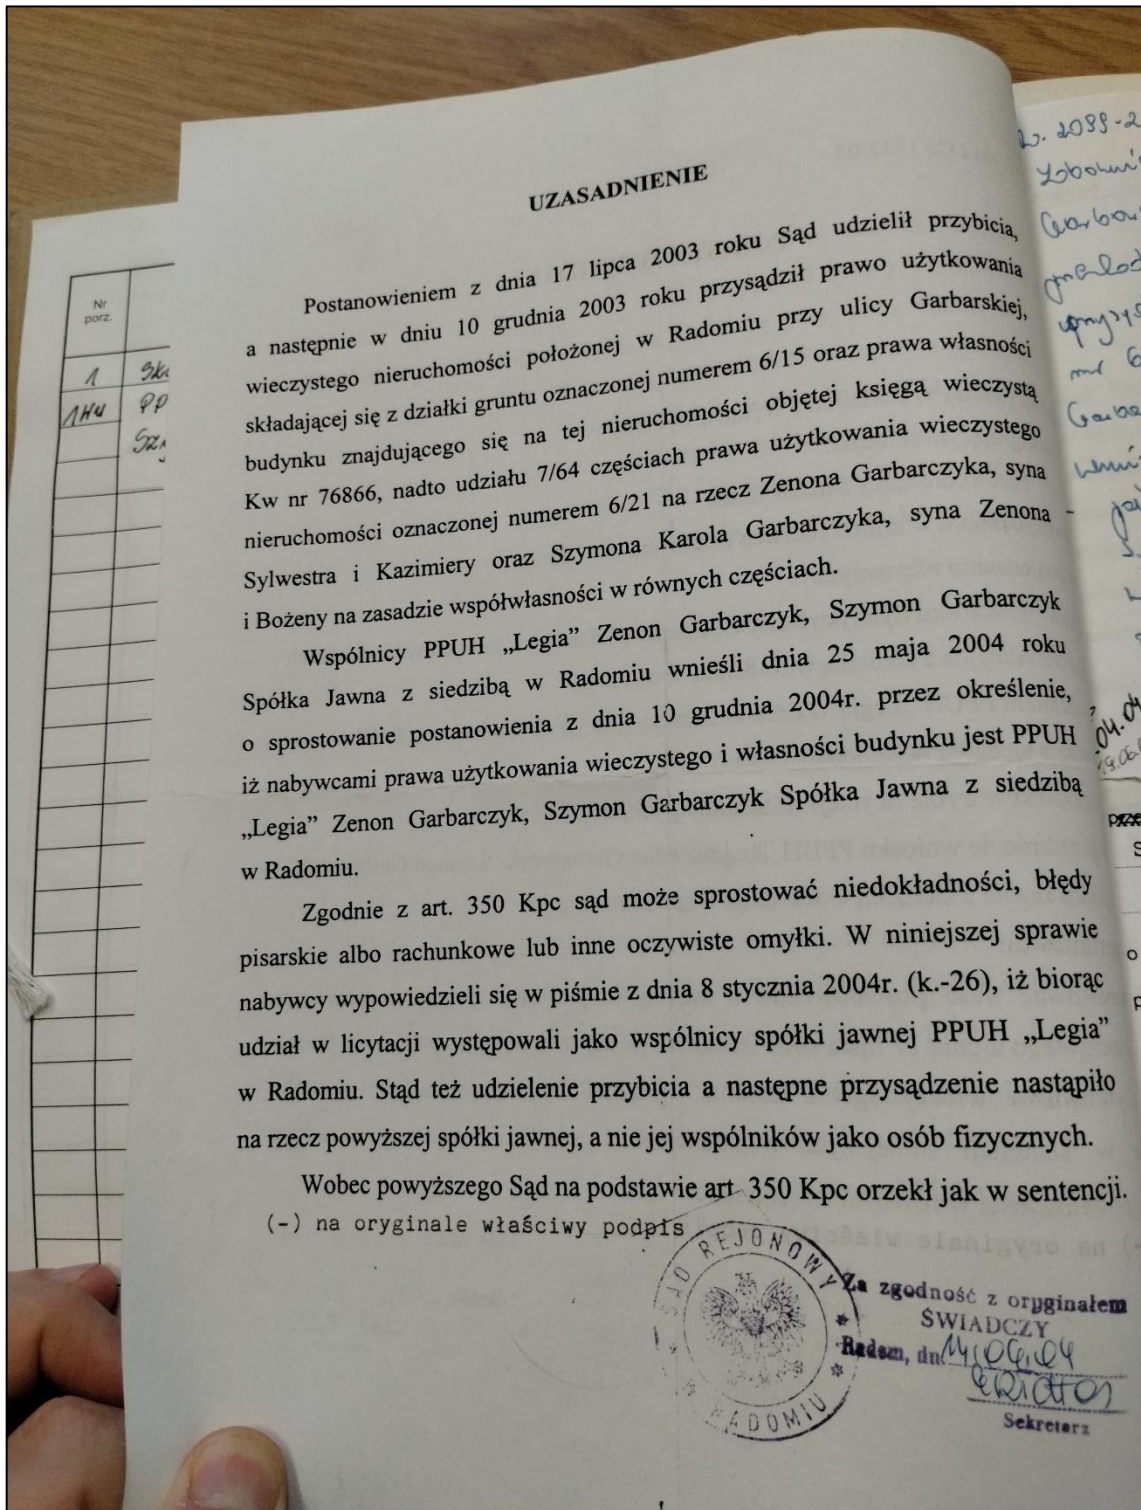 UZASADNIENIE
Postanowieniem z dnia 17 lipca 2003 roku Sąd udzielił przybicia,
a następnie w dniu 10 grudnia 2003 roku przysądził prawo użytkowania
wieczystego nieruchomości położonej w Radomiu przy ulicy Garbarskiej,
składającej się z działki gruntu oznaczonej numerem 6/15 oraz prawa własności
budynku znajdującego się na tej nieruchomości objętej księgą wieczystą
Kw nr 76866, nadto udziału 7/64 częściach prawa użytkowania wieczystego
nieruchomości oznaczonej numerem 6/21 na rzecz Zenona Garbarczyka, syna
Sylwestra i Kazimiery oraz Szymona Karola Garbarczyka, syna Zenona -
i Bożeny na zasadzie współwłasności w równych częściach.
Wspólnicy PPUH „Legia” Zenon Garbarczyk, Szymon Garbarczyk
Spółka Jawna z siedzibą w Radomiu wnieśli dnia 25 maja 2004 roku
o sprostowanie postanowienia z dnia 10 grudnia 2004r. przez określenie,
iż nabywcami prawa użytkowania wieczystego i własności budynku jest PPUH
„Legia” Zenon Garbarczyk, Szymon Garbarczyk Spółka Jawna z siedzibą
w Radomiu.
Zgodnie z art. 350 Kpc sąd może sprostować niedokładności, błędy
pisarskie albo rachunkowe lub inne oczywiste omyłki. W niniejszej sprawie
nabywcy wypowiedzieli się w piśmie z dnia 8 stycznia 2004r. (k.-26), iż biorąc
udział w licytacji występowali jako wspólnicy spółki jawnej PPUH „Legia”
w Radomiu. Stąd też udzielenie przybicia a następne przysądzenie nastąpiło
na rzecz powyższej spółki jawnej, a nie jej wspólników jako osób fizycznych.
Wobec powyższego Sąd na podstawie art. 350 Kpc orzekł jak w sentencji.
(-) na oryginale właściwy podpis
SĄD REJONOWY
W RADOMIU
Za zgodność z oryginałem
ŚWIADCZY
Radom, dn.
Sekretarz
Nr
porz.
1
PP